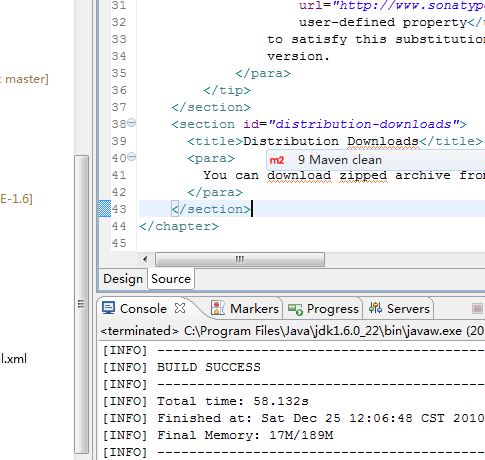 31 url="http://www.sonatyp
32 user-defined property</
33 to satisfy this substitution
34 version.
35 </para>
36 </tip>
37 </section>
38 <section id="distribution-downloads">
39 <title>Distribution Downloads</title>
40 <para>
m2 9 Maven clean
41 You can download zipped archive from
42 </para>
43 </section>
44 </chapter>
45
master]
E-1.6]
l.xml
Design Source
Console Markers Progress Servers
<terminated> C:\Program Files\Java\jdk1.6.0_22\bin\javaw.exe (20
[INFO] ------------------------------------
[INFO] BUILD SUCCESS
[INFO] ------------------------------------
[INFO] Total time: 58.132s
[INFO] Finished at: Sat Dec 25 12:06:48 CST 2010
[INFO] Final Memory: 17M/189M
[INFO] ------------------------------------